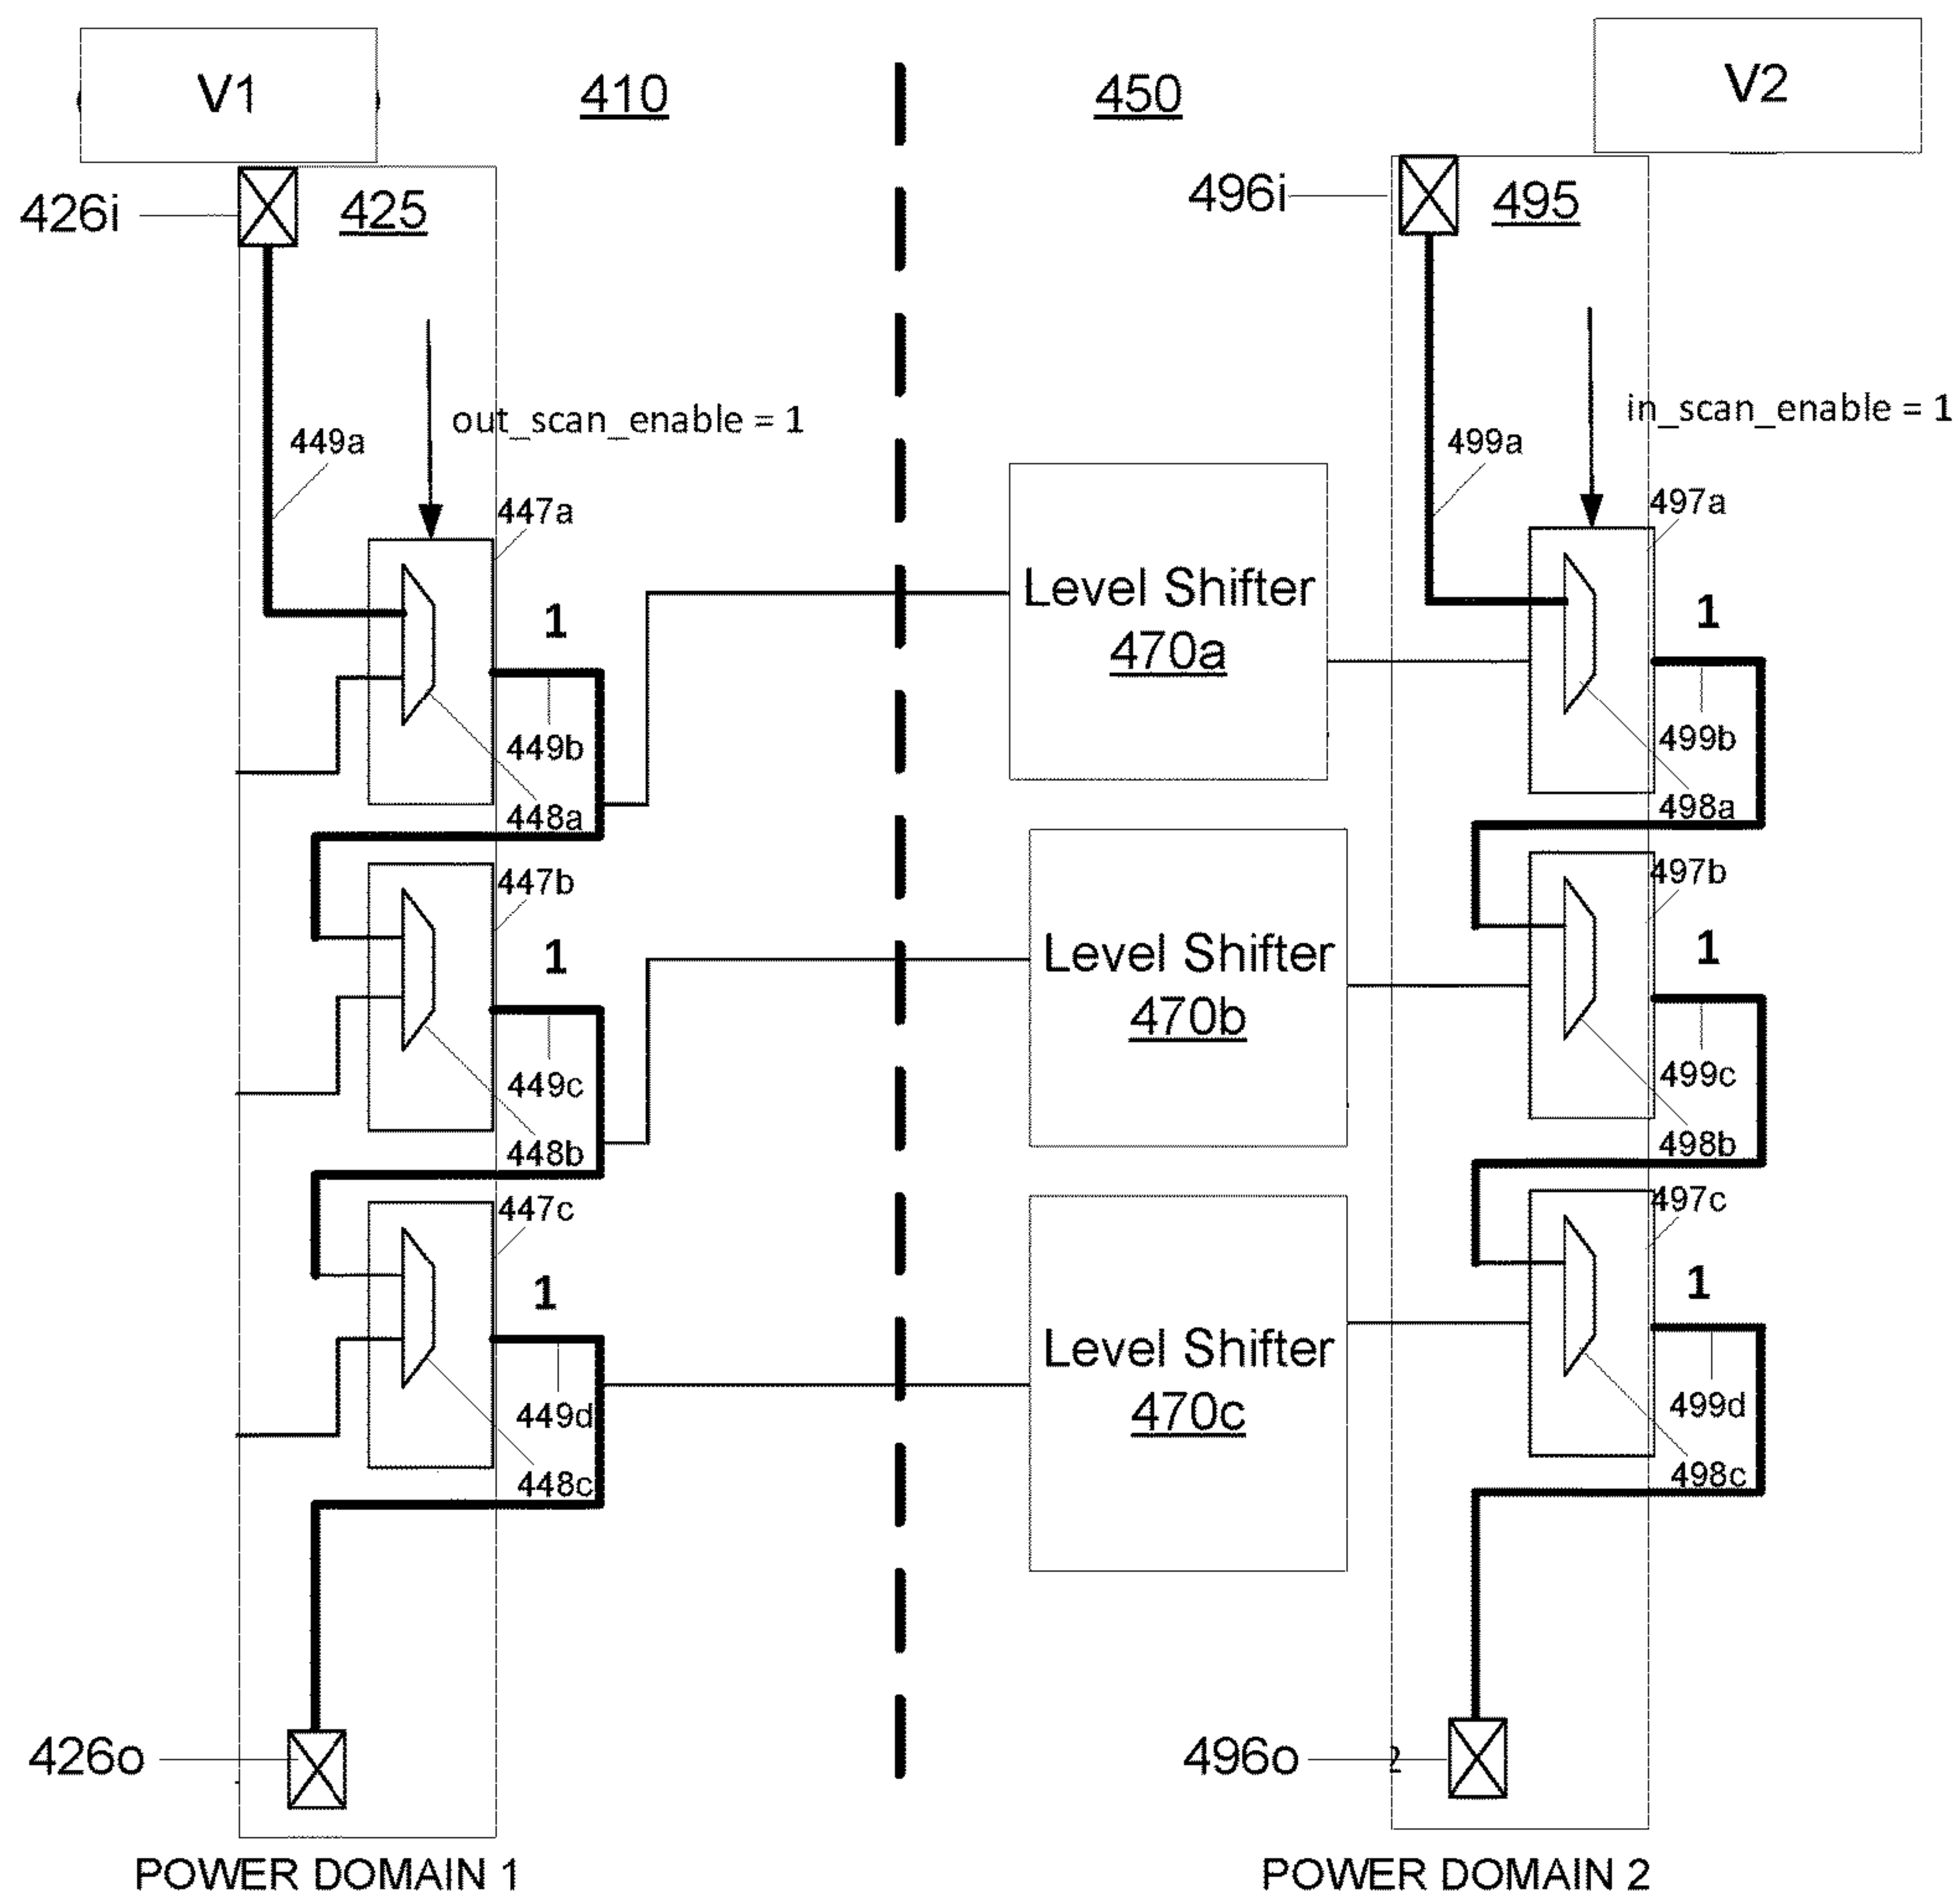 V1
410
450
V2
426i
425
496i
495
449a
out_scan_enable = 1
499a
in_scan_enable = 1
447a
497a
Level Shifter
470a
1
1
449b
499b
448a
498a
447b
497b
Level Shifter
470b
1
1
449c
499c
448b
498b
447c
497c
Level Shifter
470c
1
1
449d
499d
448c
498c
426o
496o
2
POWER DOMAIN 1
POWER DOMAIN 2